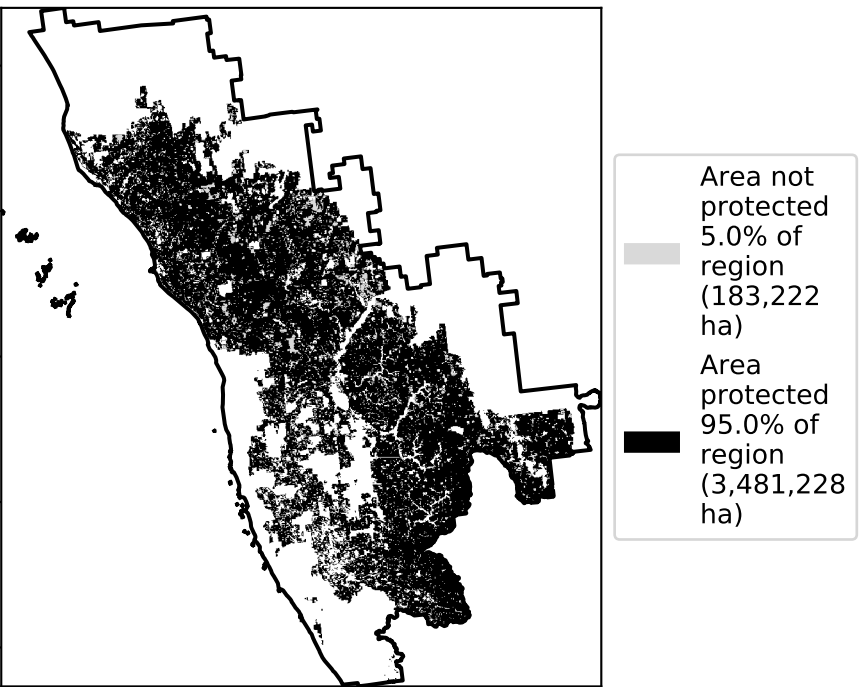 Area not
protected
5.0% of
region
(183,222
ha)
Area
protected
95.0% of
region
(3,481,228
ha)